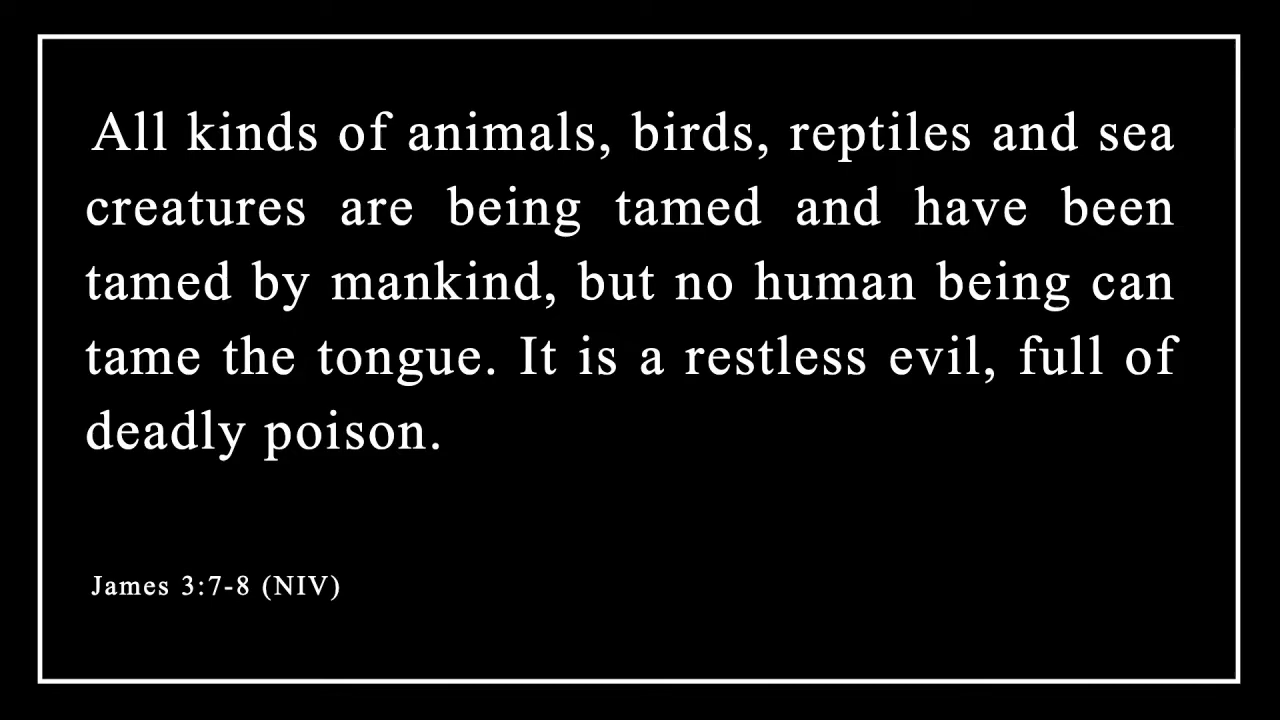 All kinds of animals, birds, reptiles and sea
creatures are being tamed and have been
tamed by mankind, but no human being can
tame the tongue. It is a restless evil, full of
deadly poison.
James 3:7-8 (NIV)